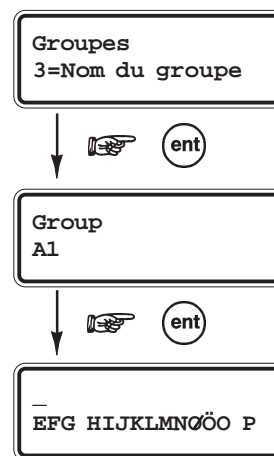 Groupes
3=Nom du groupe
ent
Group
A1
ent
_
EFG HIJKLMNØÖO P